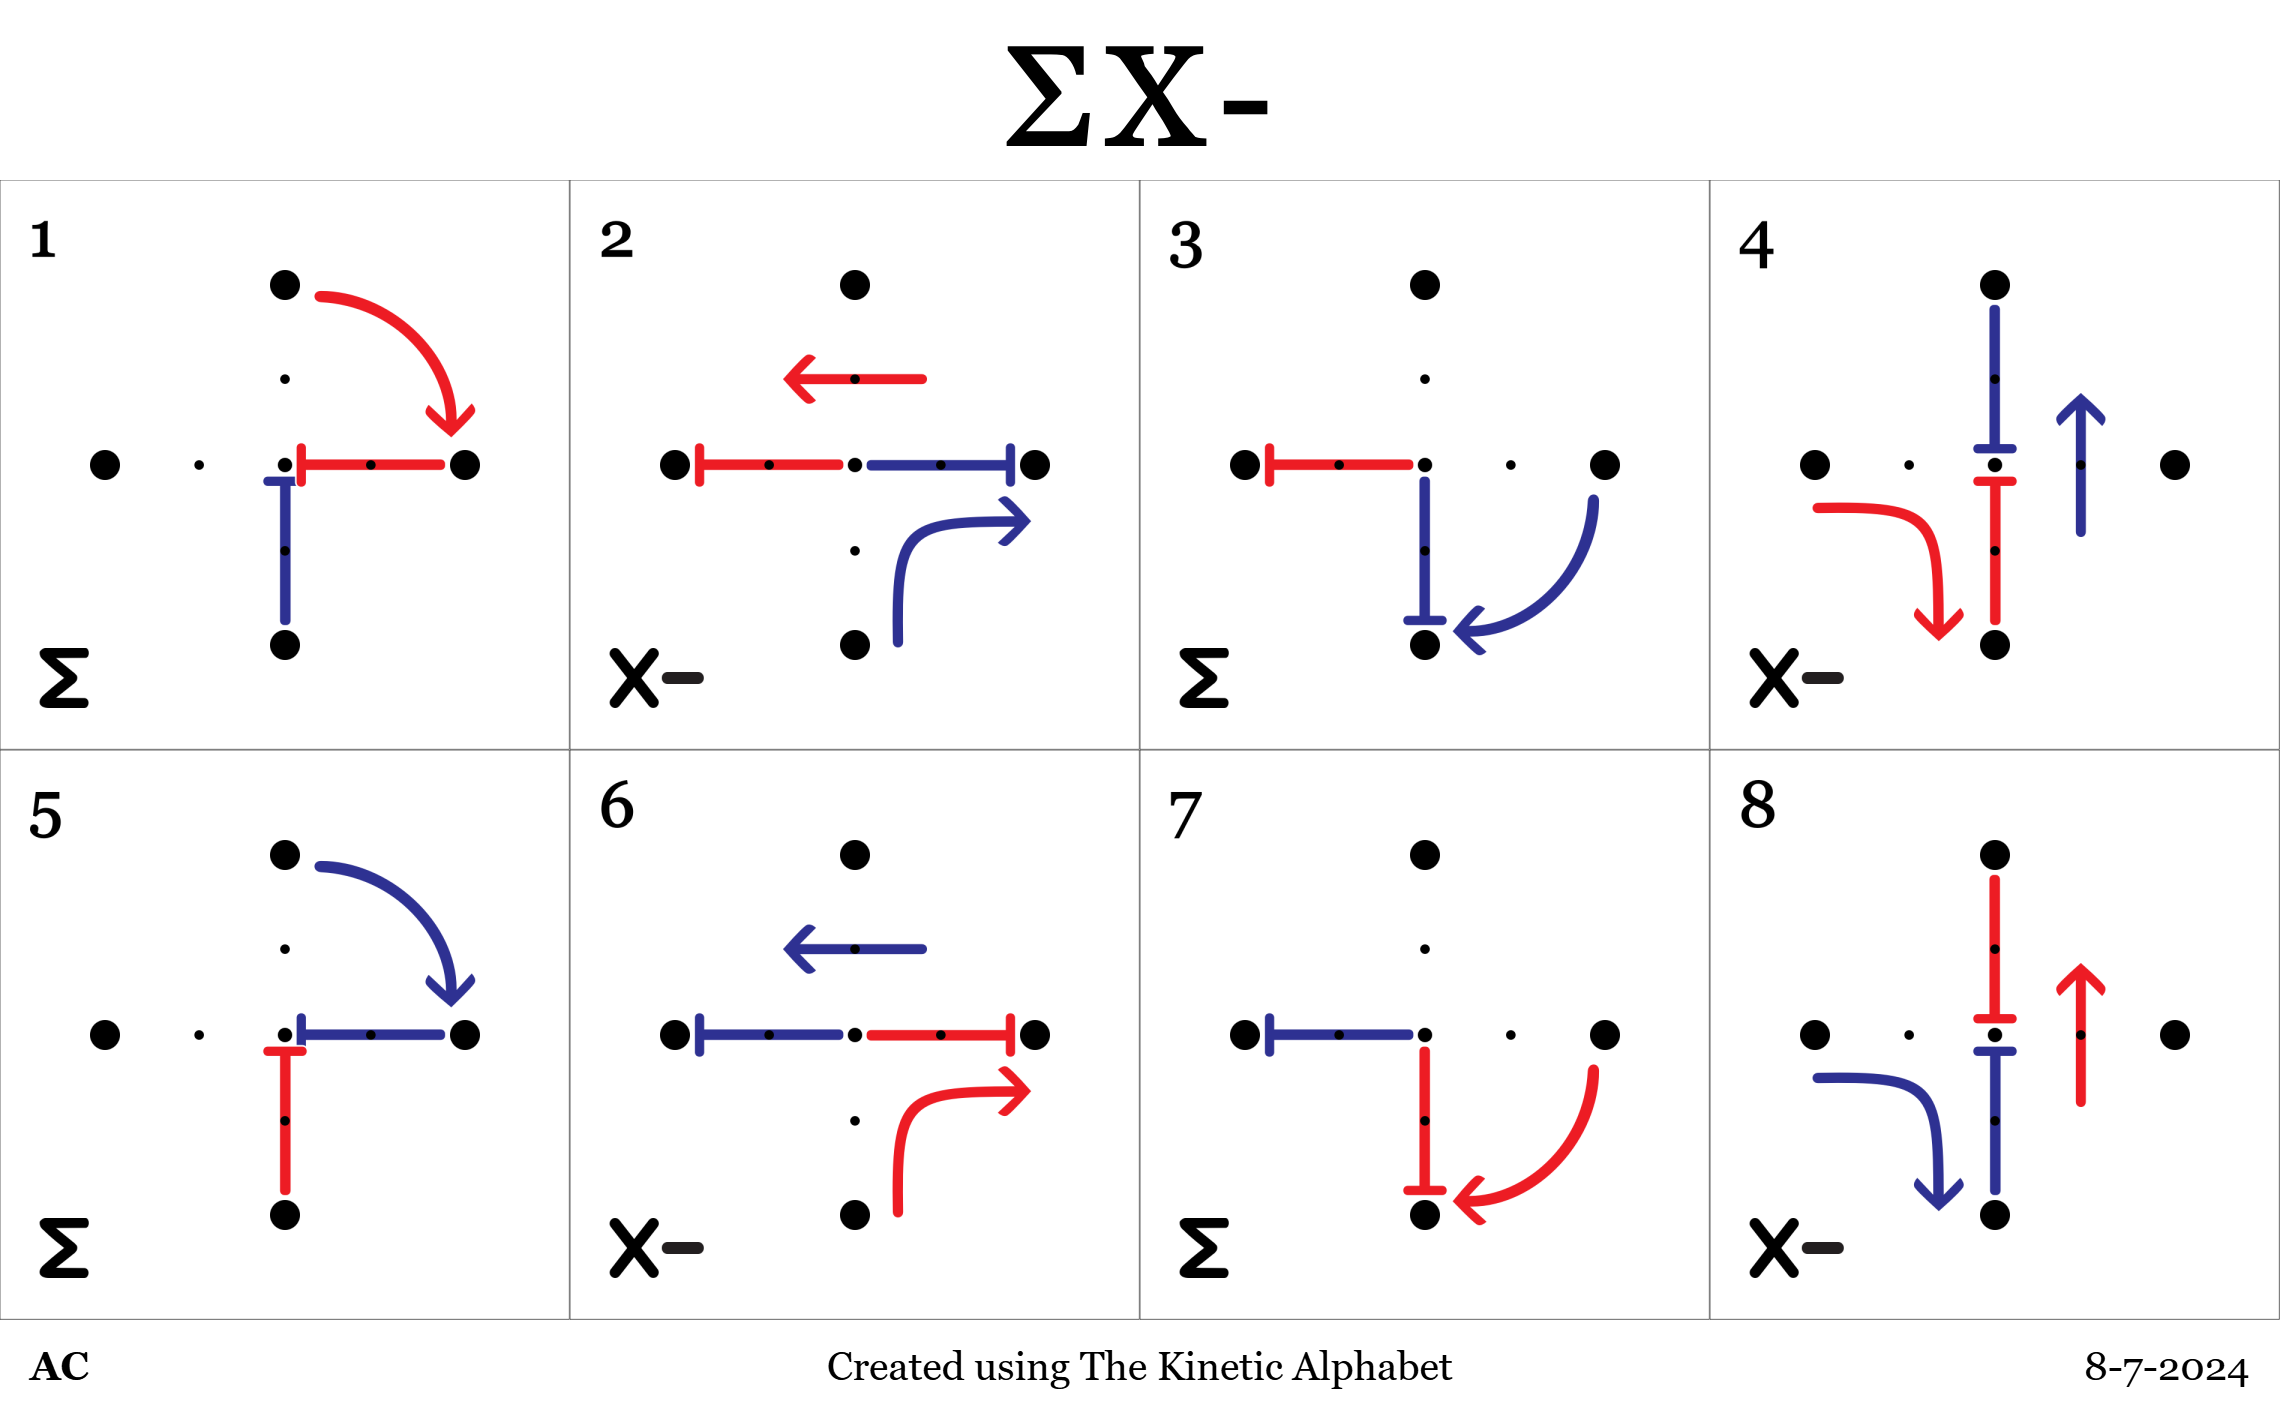 ΣX-
1
2
3
4
Σ
X-
Σ
X-
5
6
7
8
Σ
X-
Σ
X-
AC
Created using The Kinetic Alphabet
8-7-2024